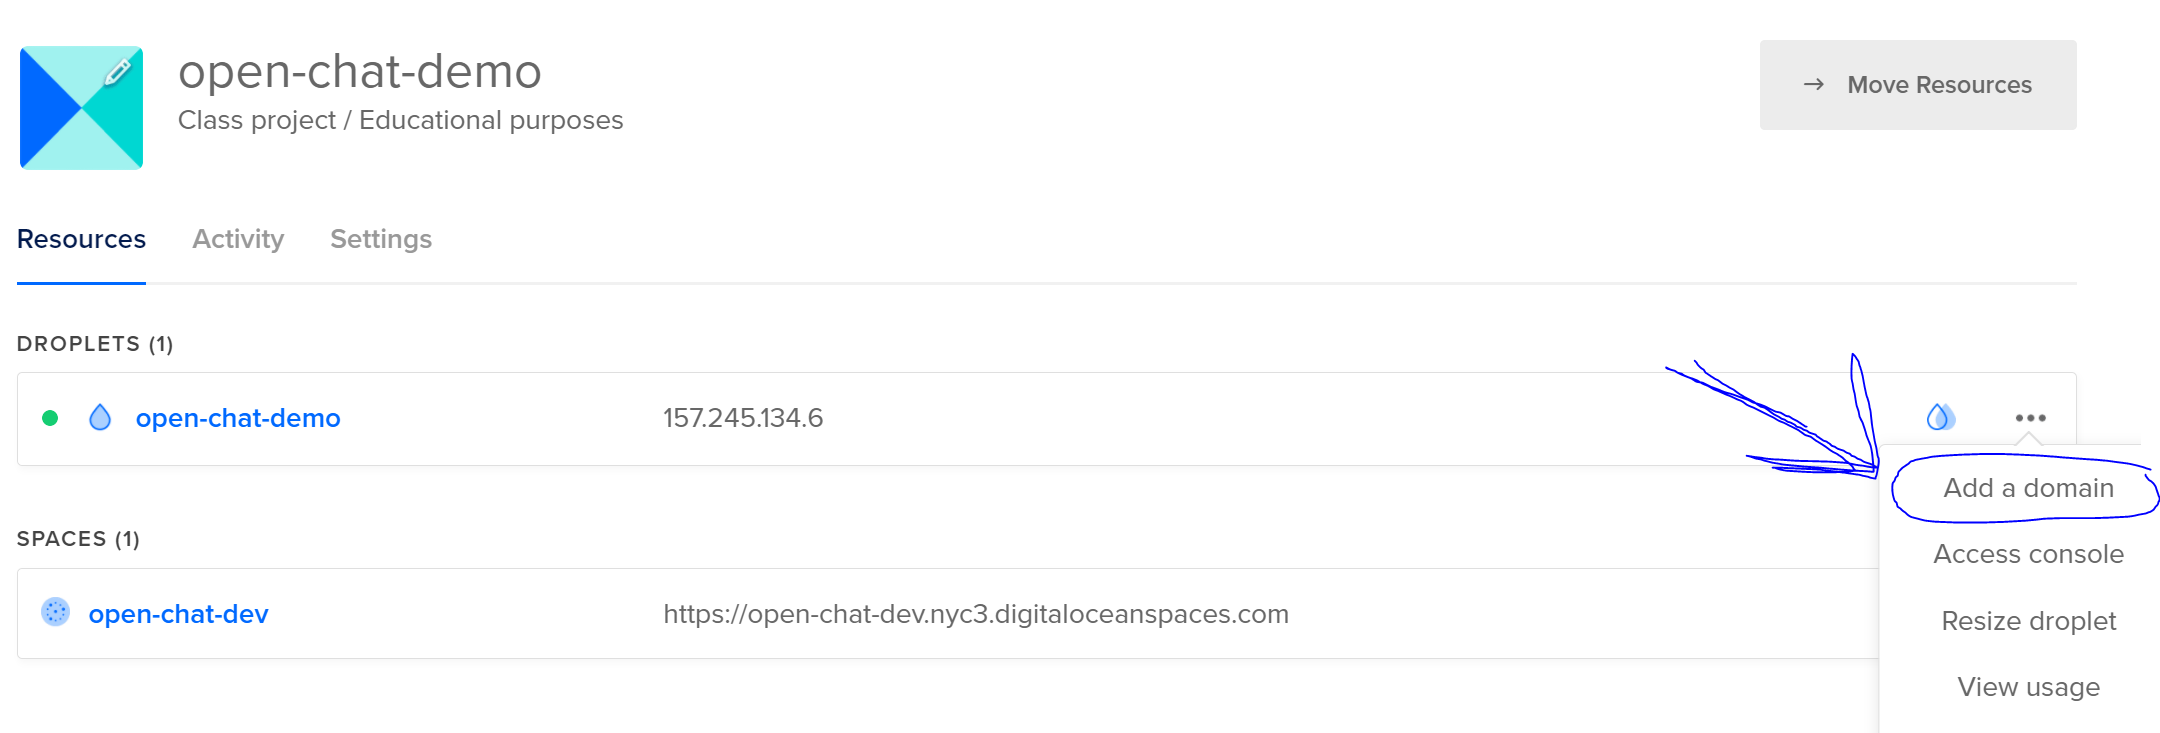 open-chat-demo
Class project / Educational purposes
→ Move Resources
Resources Activity Settings
DROPLETS (1)
open-chat-demo 157.245.134.6
Add a domain
SPACES (1)
Access console
open-chat-dev https://open-chat-dev.nyc3.digitaloceanspaces.com
Resize droplet
View usage